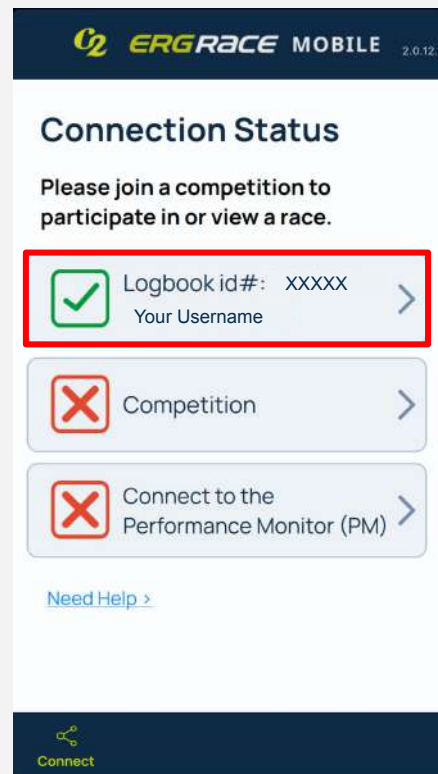 C2 ERGRACE MOBILE 2.0.12.
Connection Status
Please join a competition to
participate in or view a race.
Logbook id#: XXXXX
Your Username
Competition
Connect to the
Performance Monitor (PM)
Need Help >
Connect